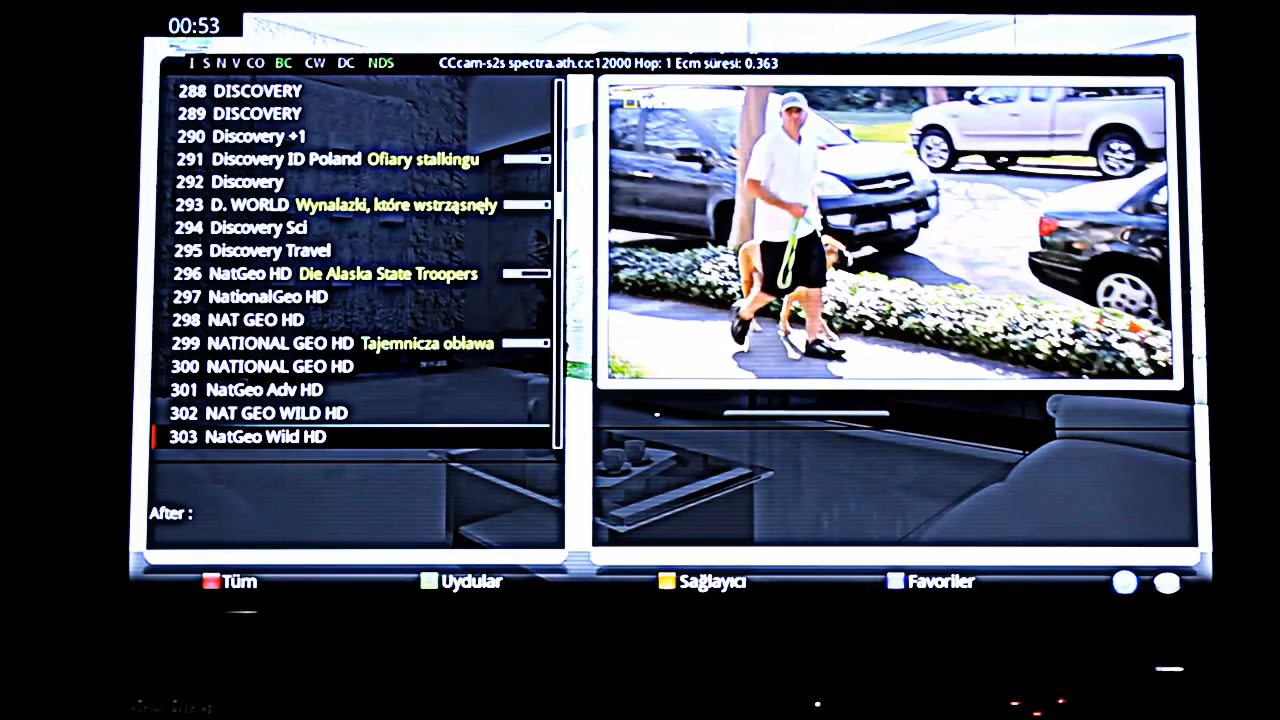 00:53
I S N V CO BC CW DC NDS CCcam-s2s spectra.ath.cx:12000 Hop: 1 Ecm süresi: 0.363
288 DISCOVERY
289 DISCOVERY
290 Discovery +1
291 Discovery ID Poland Ofiary stalkingu
292 Discovery
293 D. WORLD Wynalazki, które wstrząsnęły
294 Discovery Sci
295 Discovery Travel
296 NatGeo HD Die Alaska State Troopers
297 NationalGeo HD
298 NAT GEO HD
299 NATIONAL GEO HD Tajemnicza obława
300 NATIONAL GEO HD
301 NatGeo Adv HD
302 NAT GEO WILD HD
303 NatGeo Wild HD
After :
Tüm Uydular Sağlayıcı Favoriler